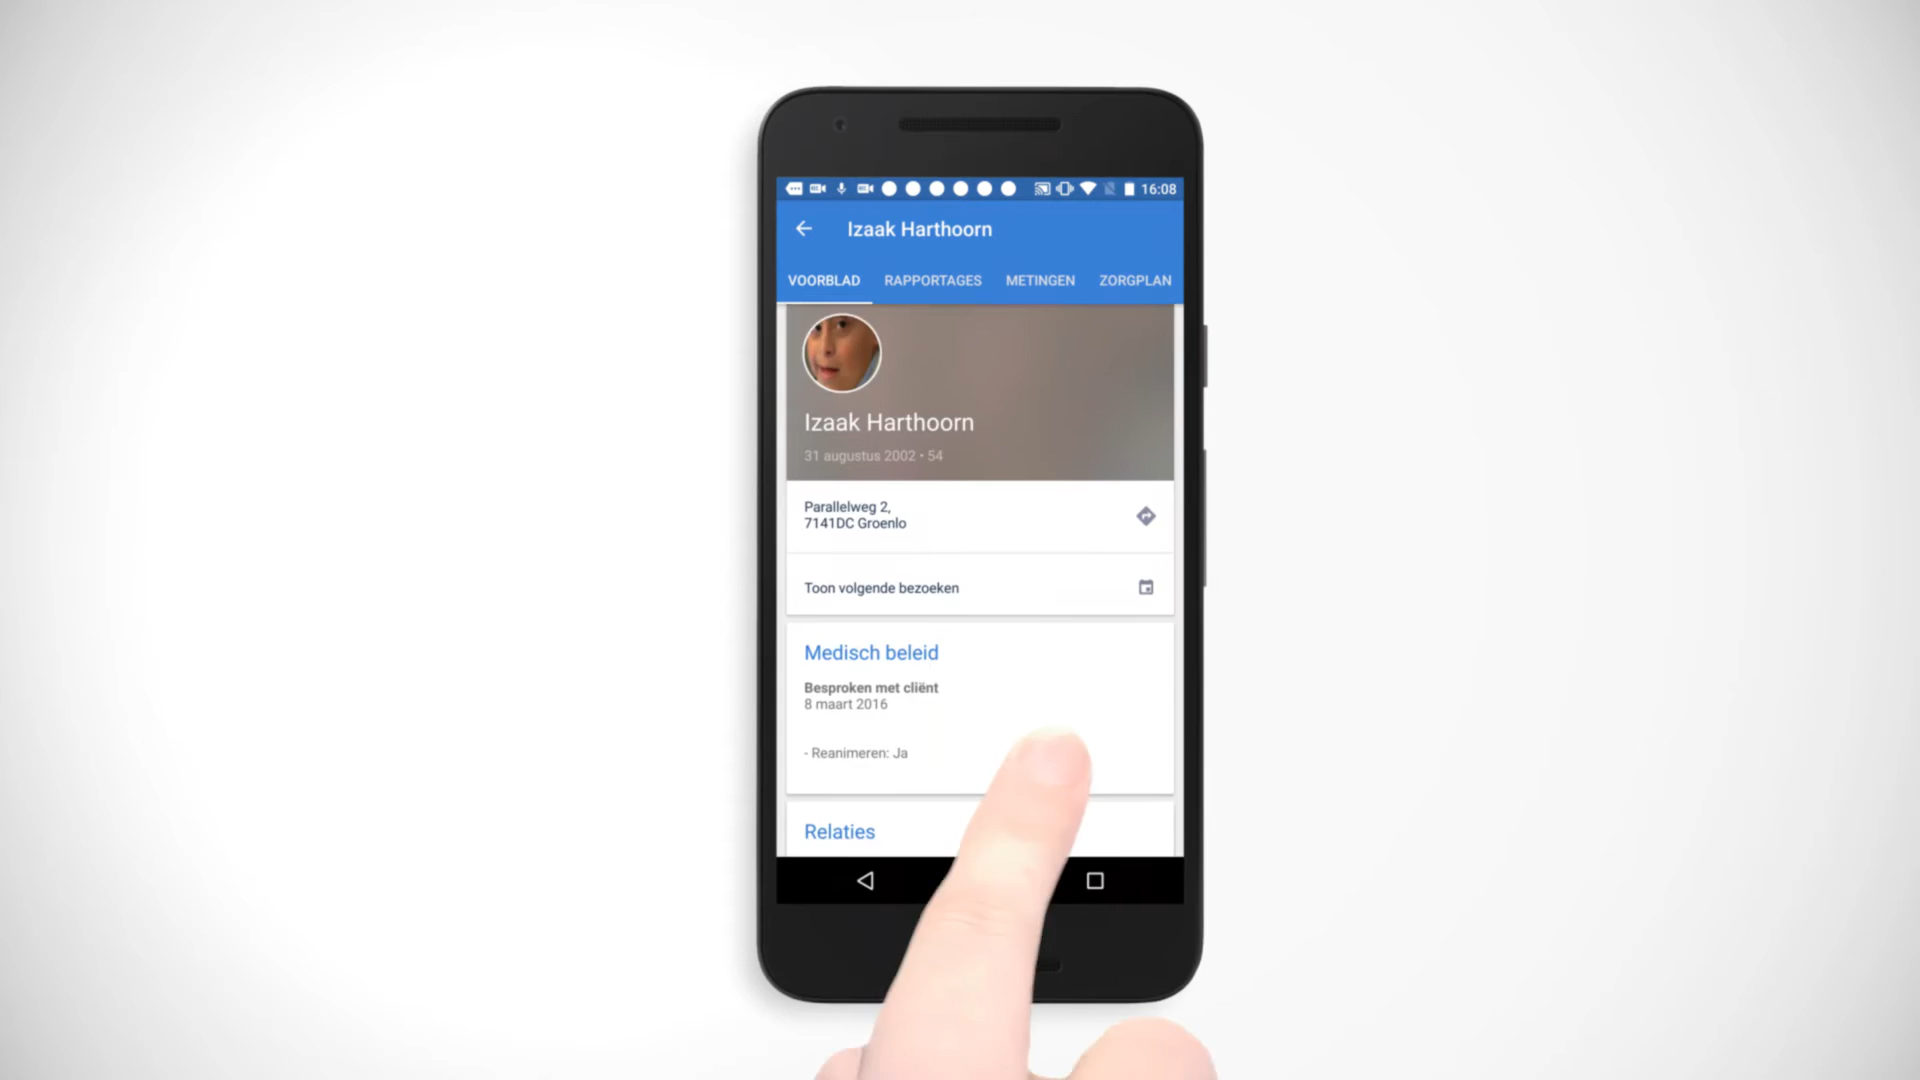 16:08
Izaak Harthoorn
VOORBLAD RAPPORTAGES METINGEN ZORGPLAN
Izaak Harthoorn
31 augustus 2002 • 54
Parallelweg 2,
7141DC Groenlo
Toon volgende bezoeken
Medisch beleid
Besproken met cliënt
8 maart 2016
- Reanimeren: Ja
Relaties